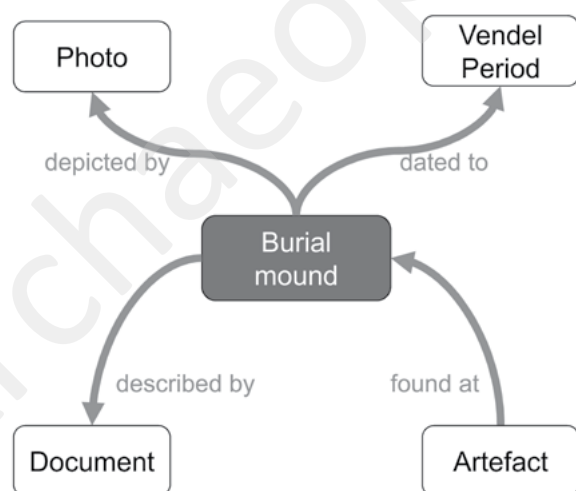 Photo
Vendel
Period
depicted by
dated to
Burial
mound
described by
found at
Document
Artefact